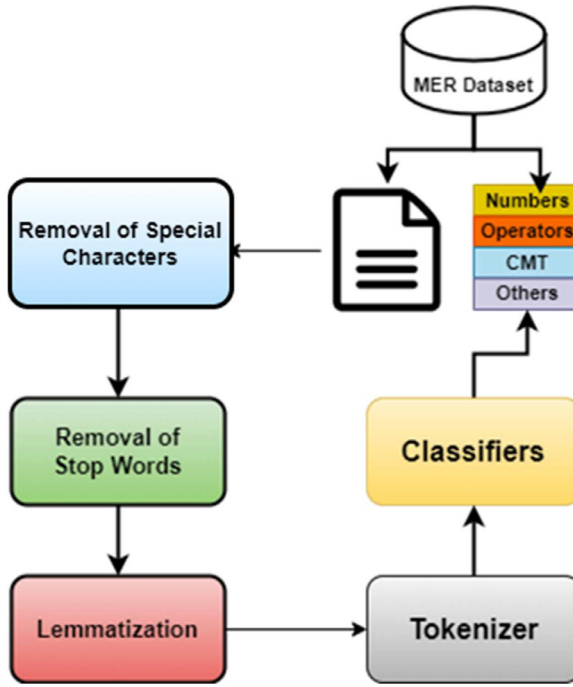 MER Dataset
Numbers
Operators
CMT
Others
Removal of Special
Characters
Removal of
Stop Words
Classifiers
Lemmatization
Tokenizer